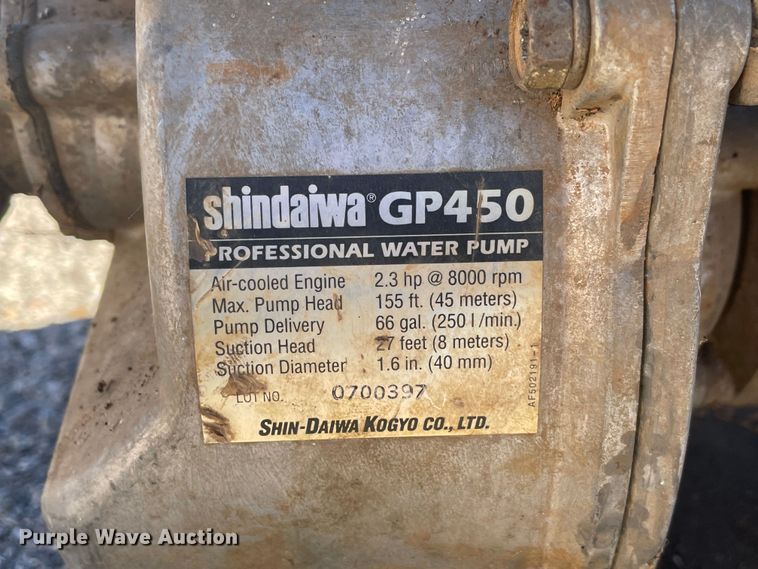 shindaiwa® GP450
PROFESSIONAL WATER PUMP
Air-cooled Engine 2.3 hp @ 8000 rpm
Max. Pump Head 155 ft. (45 meters)
Pump Delivery 66 gal. (250 l /min.)
Suction Head 27 feet (8 meters)
Suction Diameter 1.6 in. (40 mm)
LOT NO. 0700397
SHIN-DAIWA KOGYO CO., LTD.
AF502191-1
Purple Wave Auction